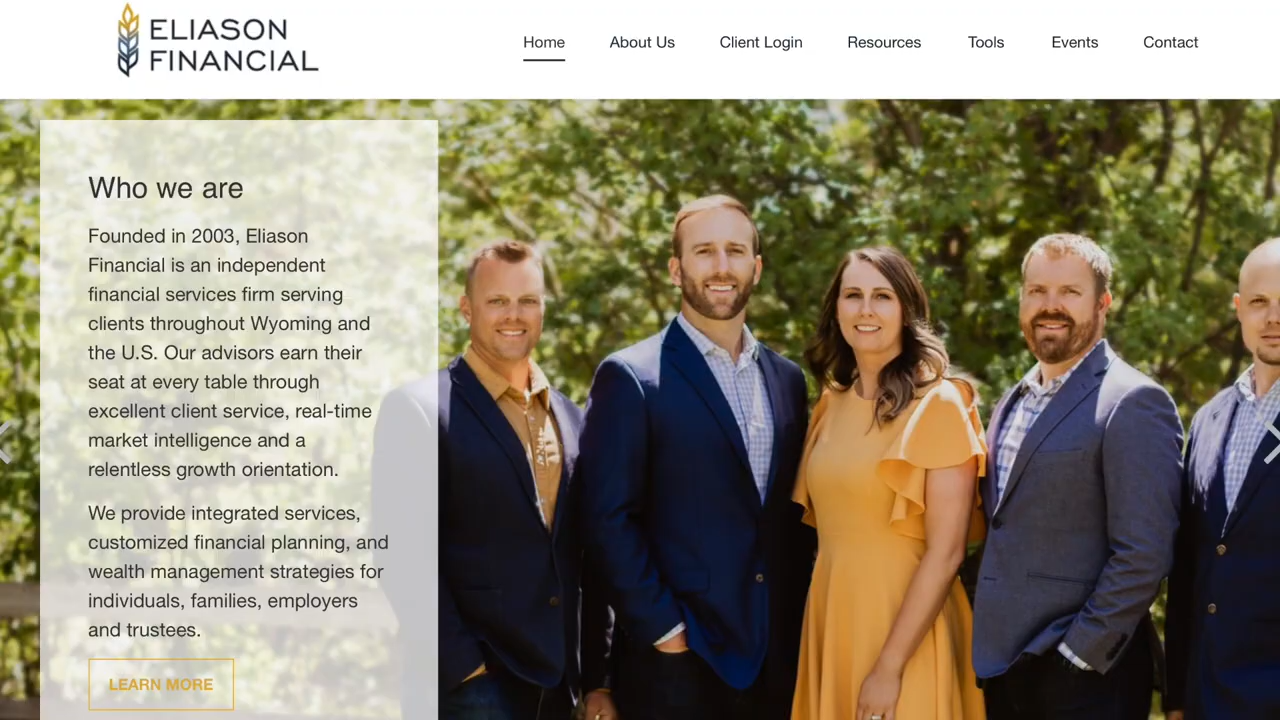 ELIASON
FINANCIAL
Home
About Us
Client Login
Resources
Tools
Events
Contact
Who we are
Founded in 2003, Eliason
Financial is an independent
financial services firm serving
clients throughout Wyoming and
the U.S. Our advisors earn their
seat at every table through
excellent client service, real-time
market intelligence and a
relentless growth orientation.
We provide integrated services,
customized financial planning, and
wealth management strategies for
individuals, families, employers
and trustees.
LEARN MORE